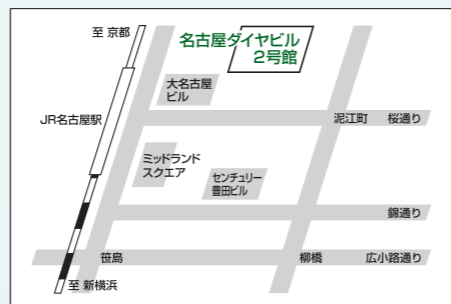 至 京都
名古屋ダイヤビル
2号館
大名古屋
ビル
JR名古屋駅
泥江町
桜通り
ミッドランド
スクエア
センチュリー
豊田ビル
錦通り
笹島
柳橋
広小路通り
至 新横浜